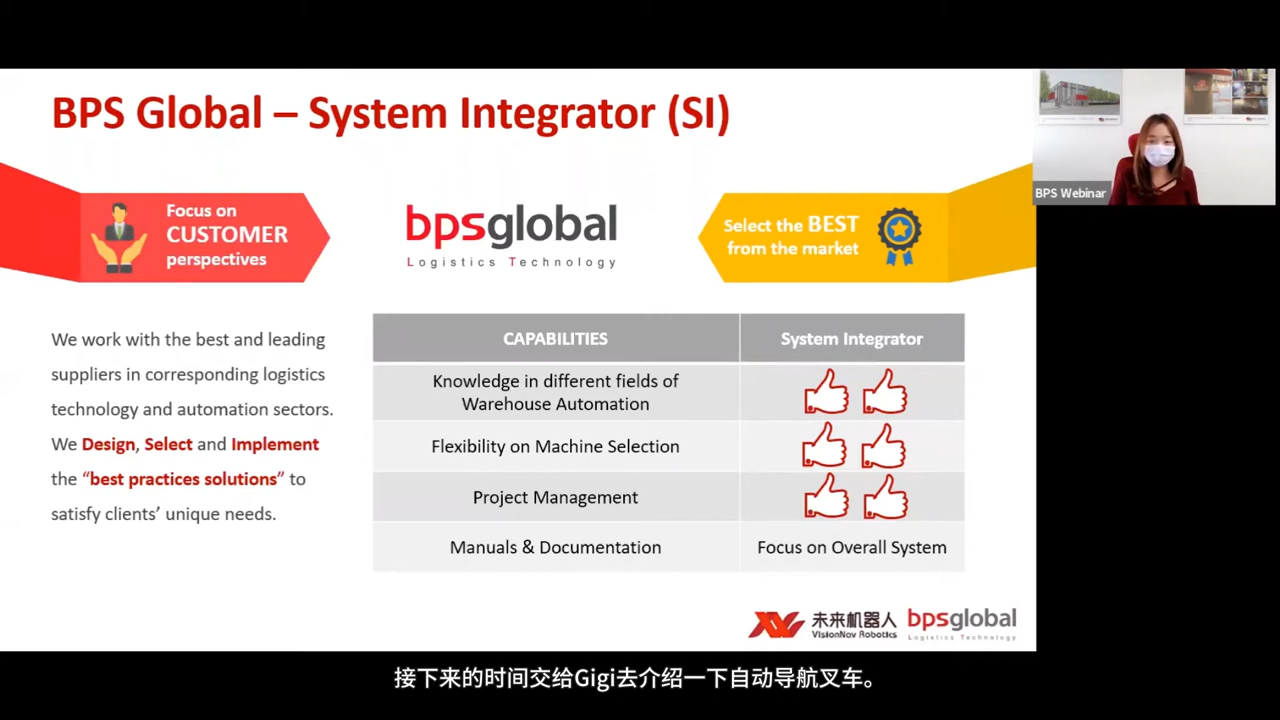 BPS Global – System Integrator (SI)
Focus on
CUSTOMER
perspectives
bpsglobal
Logistics Technology
Select the BEST
from the market
BPS Webinar
We work with the best and leading
suppliers in corresponding logistics
technology and automation sectors.
We Design, Select and Implement
the “best practices solutions” to
satisfy clients’ unique needs.
CAPABILITIES
System Integrator
Knowledge in different fields of
Warehouse Automation
Flexibility on Machine Selection
Project Management
Manuals & Documentation
Focus on Overall System
未来机器人
VisionNav Robotics
bpsglobal
Logistics Technology
接下来的时间交给Gigi去介绍一下自动导航叉车。